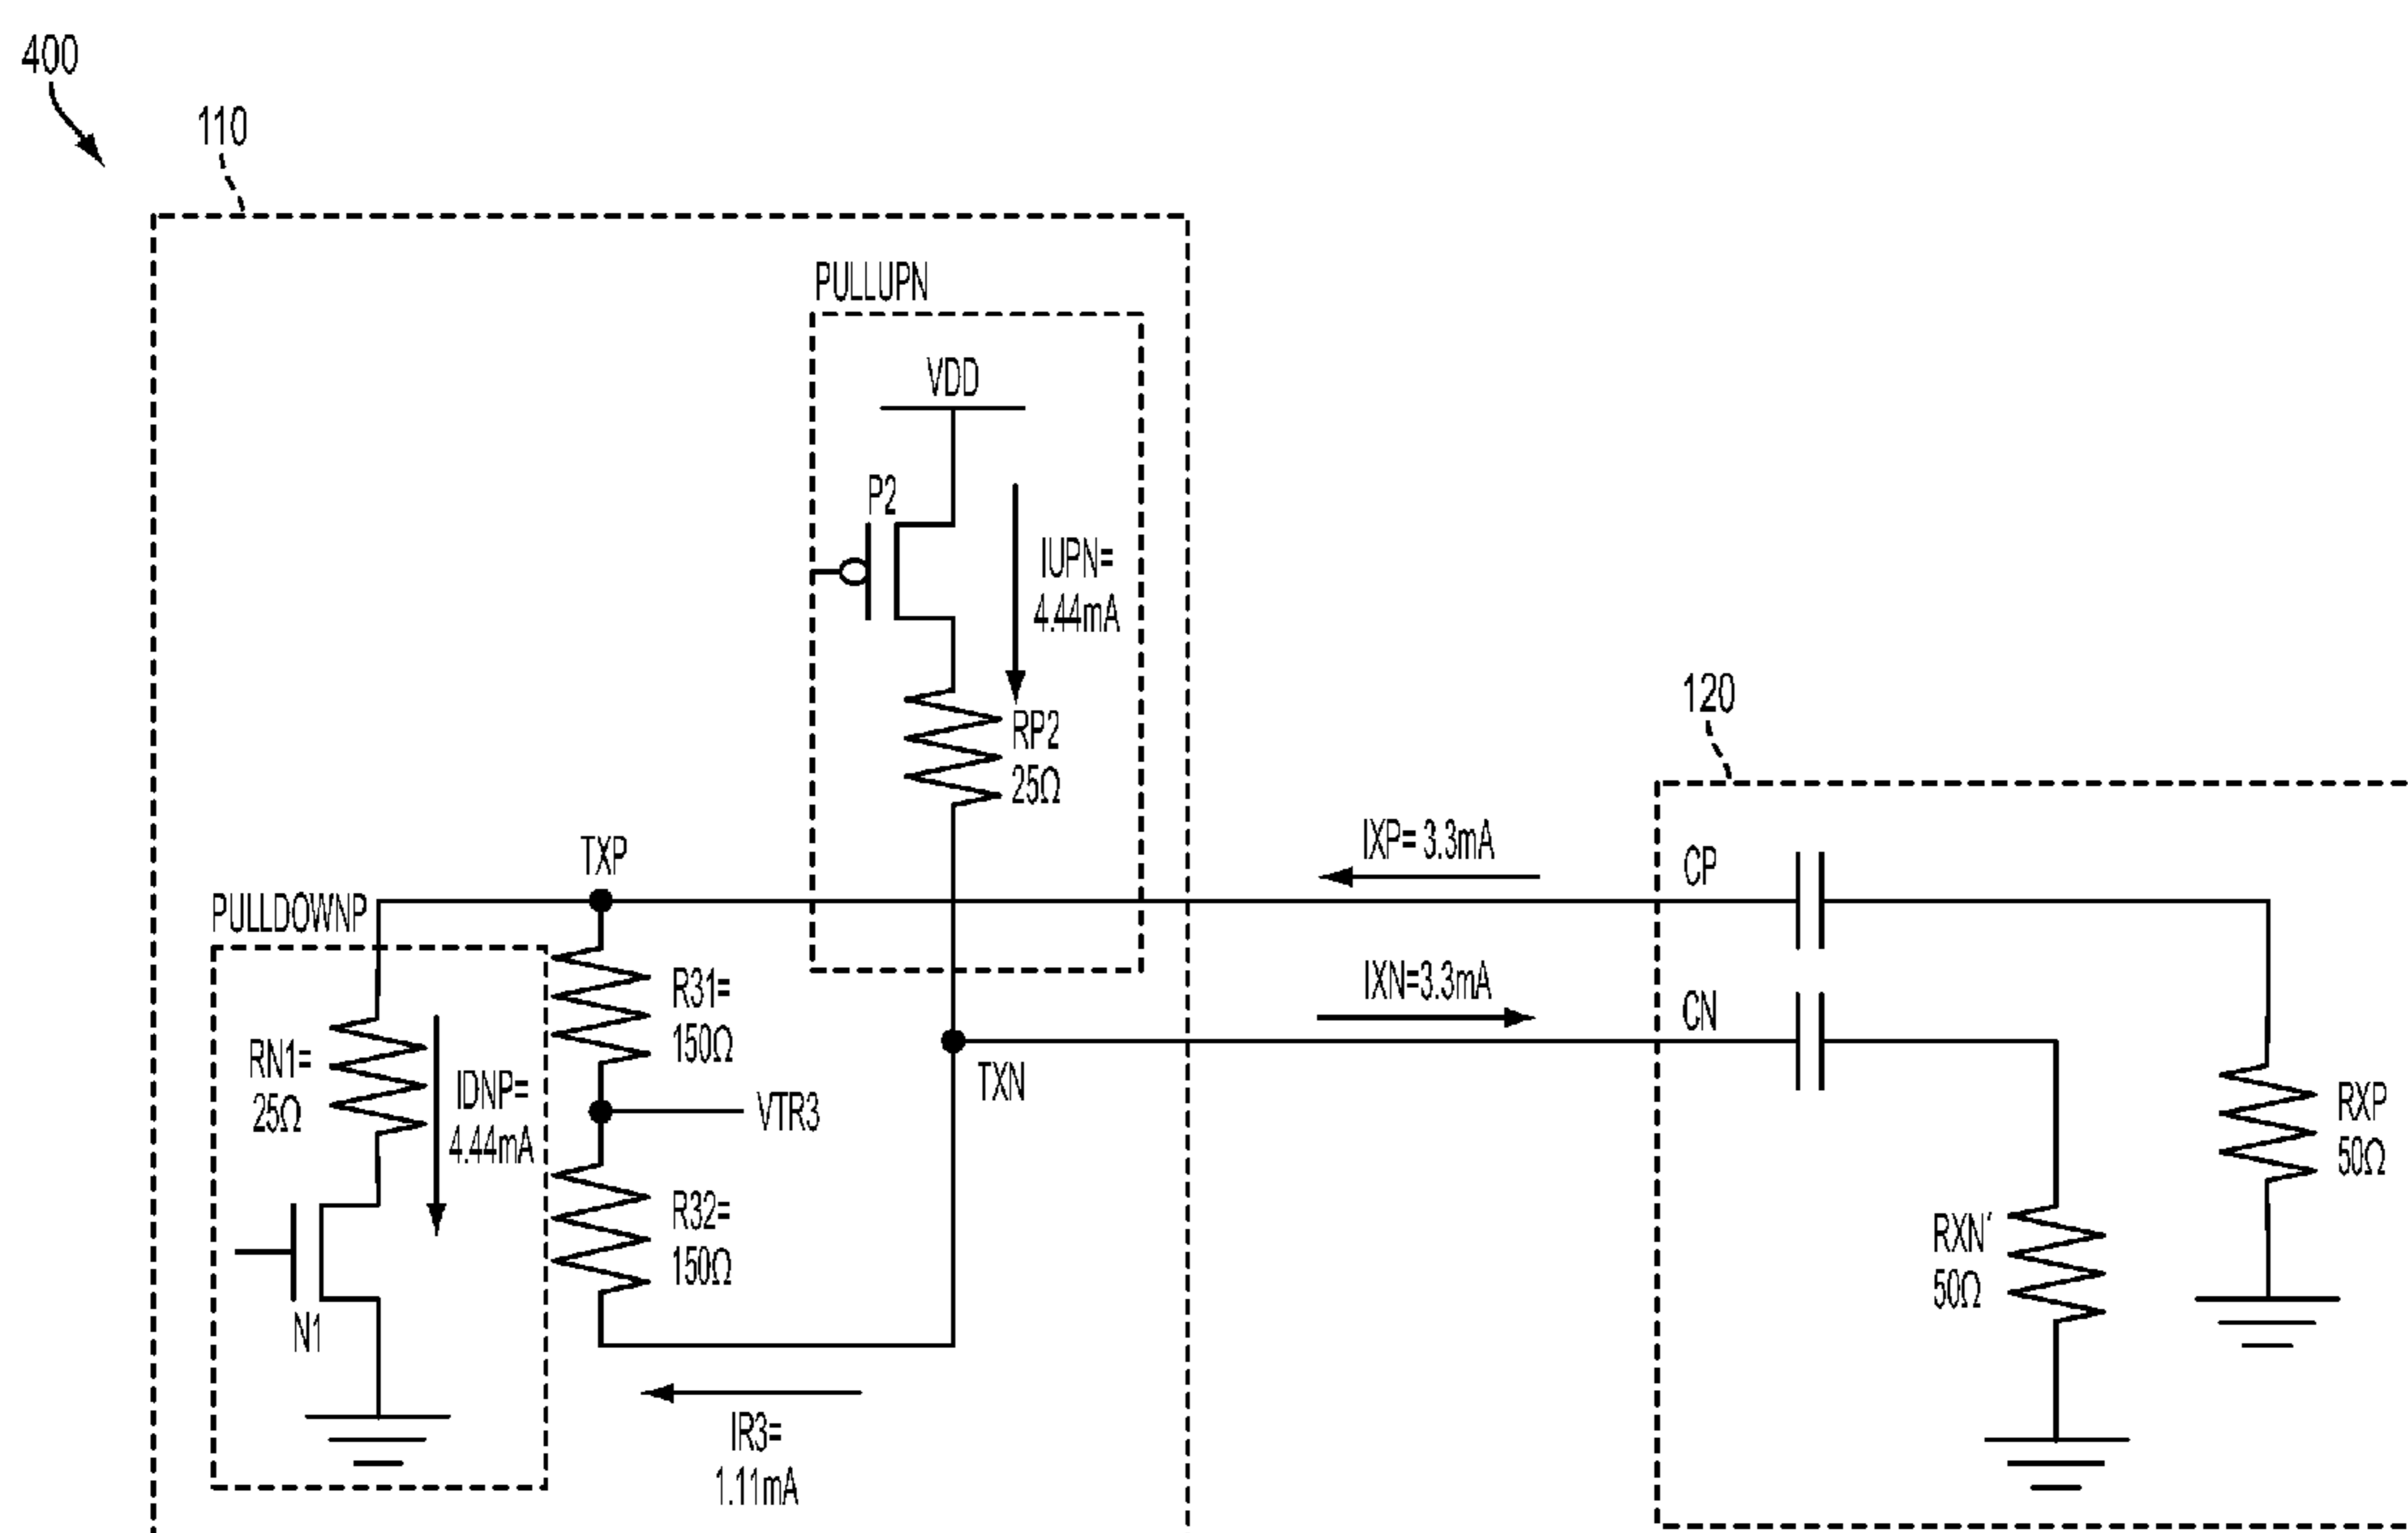 400
110
PULLUPN
VDD
P2
IUPN=
4.44mA
RP2
25Ω
120
TXP
IXP= 3.3mA
CP
PULLDOWNP
IXN=3.3mA
CN
R31=
150Ω
RN1=
25Ω
IDNP=
4.44mA
TXN
VTR3
RXP
50Ω
R32=
150Ω
RXN'
50Ω
N1
IR3=
1.11mA